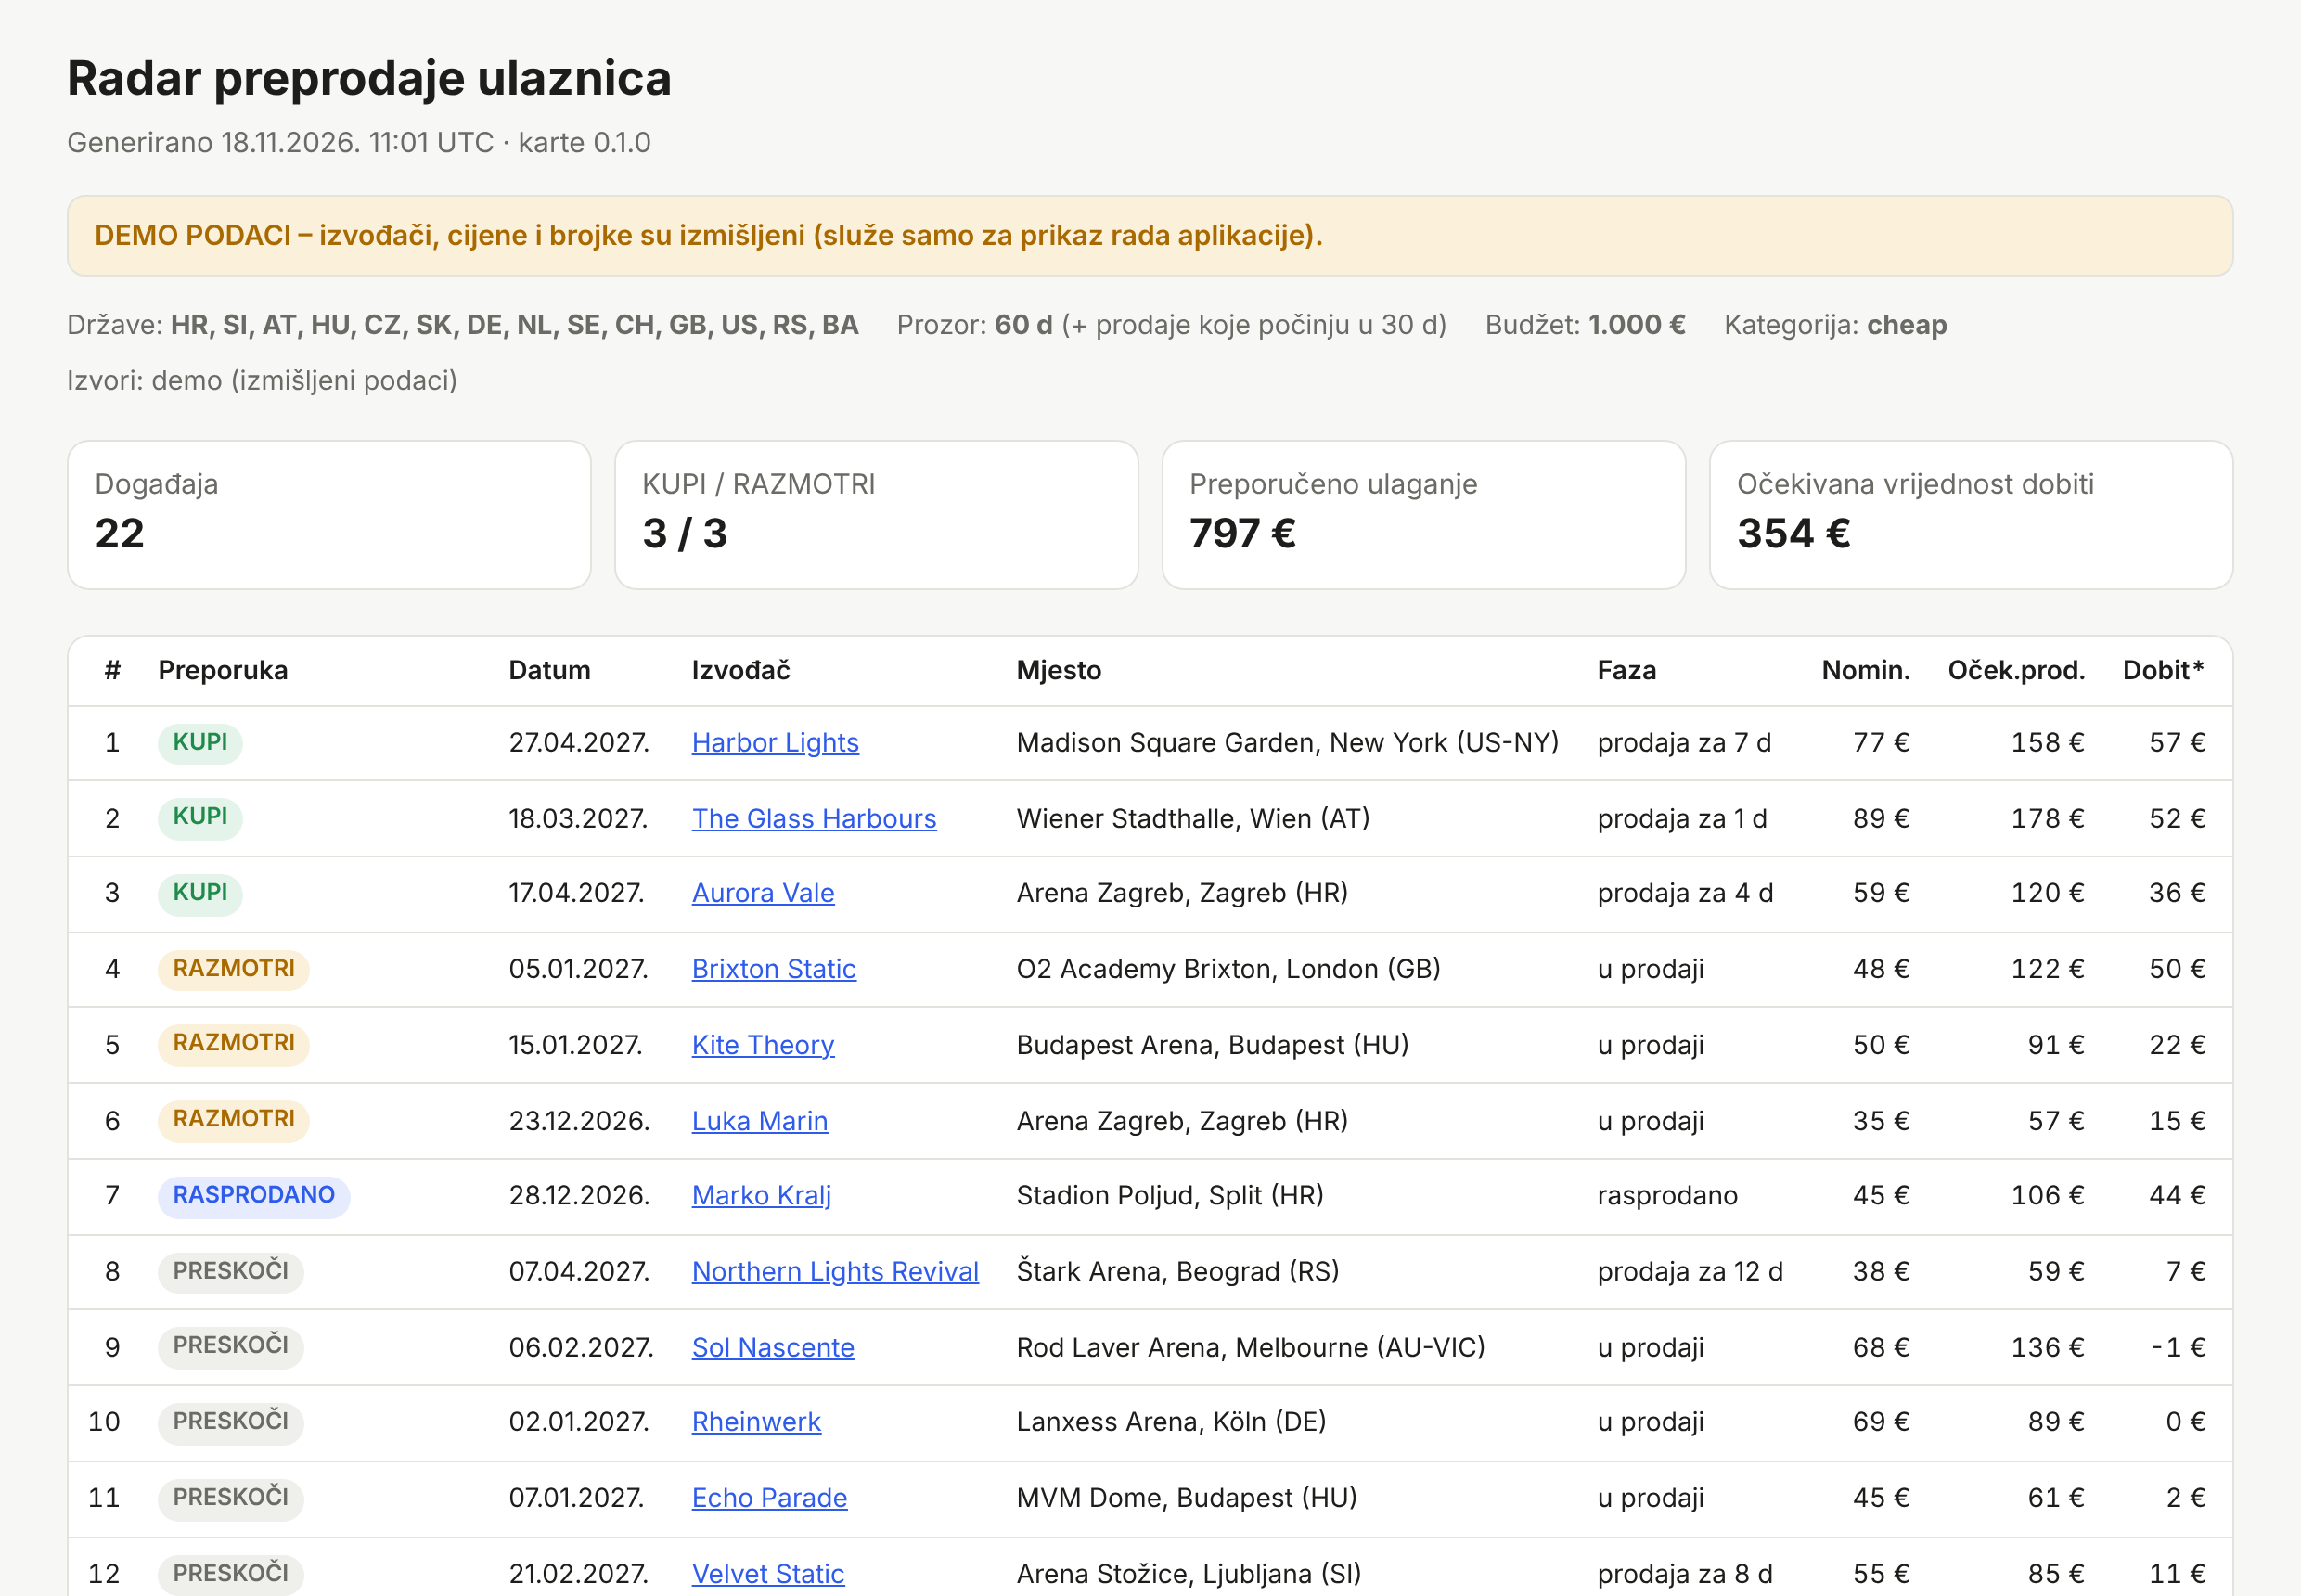 Radar preprodaje ulaznica
Generirano 18.11.2026. 11:01 UTC · karte 0.1.0
DEMO PODACI – izvođači, cijene i brojke su izmišljeni (služe samo za prikaz rada aplikacije).
Države: HR, SI, AT, HU, CZ, SK, DE, NL, SE, CH, GB, US, RS, BA Prozor: 60 d (+ prodaje koje počinju u 30 d) Budžet: 1.000 € Kategorija: cheap
Izvori: demo (izmišljeni podaci)
Događaja KUPI / RAZMOTRI Preporučeno ulaganje Očekivana vrijednost dobiti
22 3 / 3 797 € 354 €
# Preporuka Datum Izvođač Mjesto Faza Nomin. Oček.prod. Dobit*
1 KUPI 27.04.2027. Harbor Lights Madison Square Garden, New York (US-NY) prodaja za 7 d 77 € 158 € 57 €
2 KUPI 18.03.2027. The Glass Harbours Wiener Stadthalle, Wien (AT) prodaja za 1 d 89 € 178 € 52 €
3 KUPI 17.04.2027. Aurora Vale Arena Zagreb, Zagreb (HR) prodaja za 4 d 59 € 120 € 36 €
4 RAZMOTRI 05.01.2027. Brixton Static O2 Academy Brixton, London (GB) u prodaji 48 € 122 € 50 €
5 RAZMOTRI 15.01.2027. Kite Theory Budapest Arena, Budapest (HU) u prodaji 50 € 91 € 22 €
6 RAZMOTRI 23.12.2026. Luka Marin Arena Zagreb, Zagreb (HR) u prodaji 35 € 57 € 15 €
7 RASPRODANO 28.12.2026. Marko Kralj Stadion Poljud, Split (HR) rasprodano 45 € 106 € 44 €
8 PRESKOČI 07.04.2027. Northern Lights Revival Štark Arena, Beograd (RS) prodaja za 12 d 38 € 59 € 7 €
9 PRESKOČI 06.02.2027. Sol Nascente Rod Laver Arena, Melbourne (AU-VIC) u prodaji 68 € 136 € -1 €
10 PRESKOČI 02.01.2027. Rheinwerk Lanxess Arena, Köln (DE) u prodaji 69 € 89 € 0 €
11 PRESKOČI 07.01.2027. Echo Parade MVM Dome, Budapest (HU) u prodaji 45 € 61 € 2 €
12 PRESKOČI 21.02.2027. Velvet Static Arena Stožice, Ljubljana (SI) prodaja za 8 d 55 € 85 € 11 €